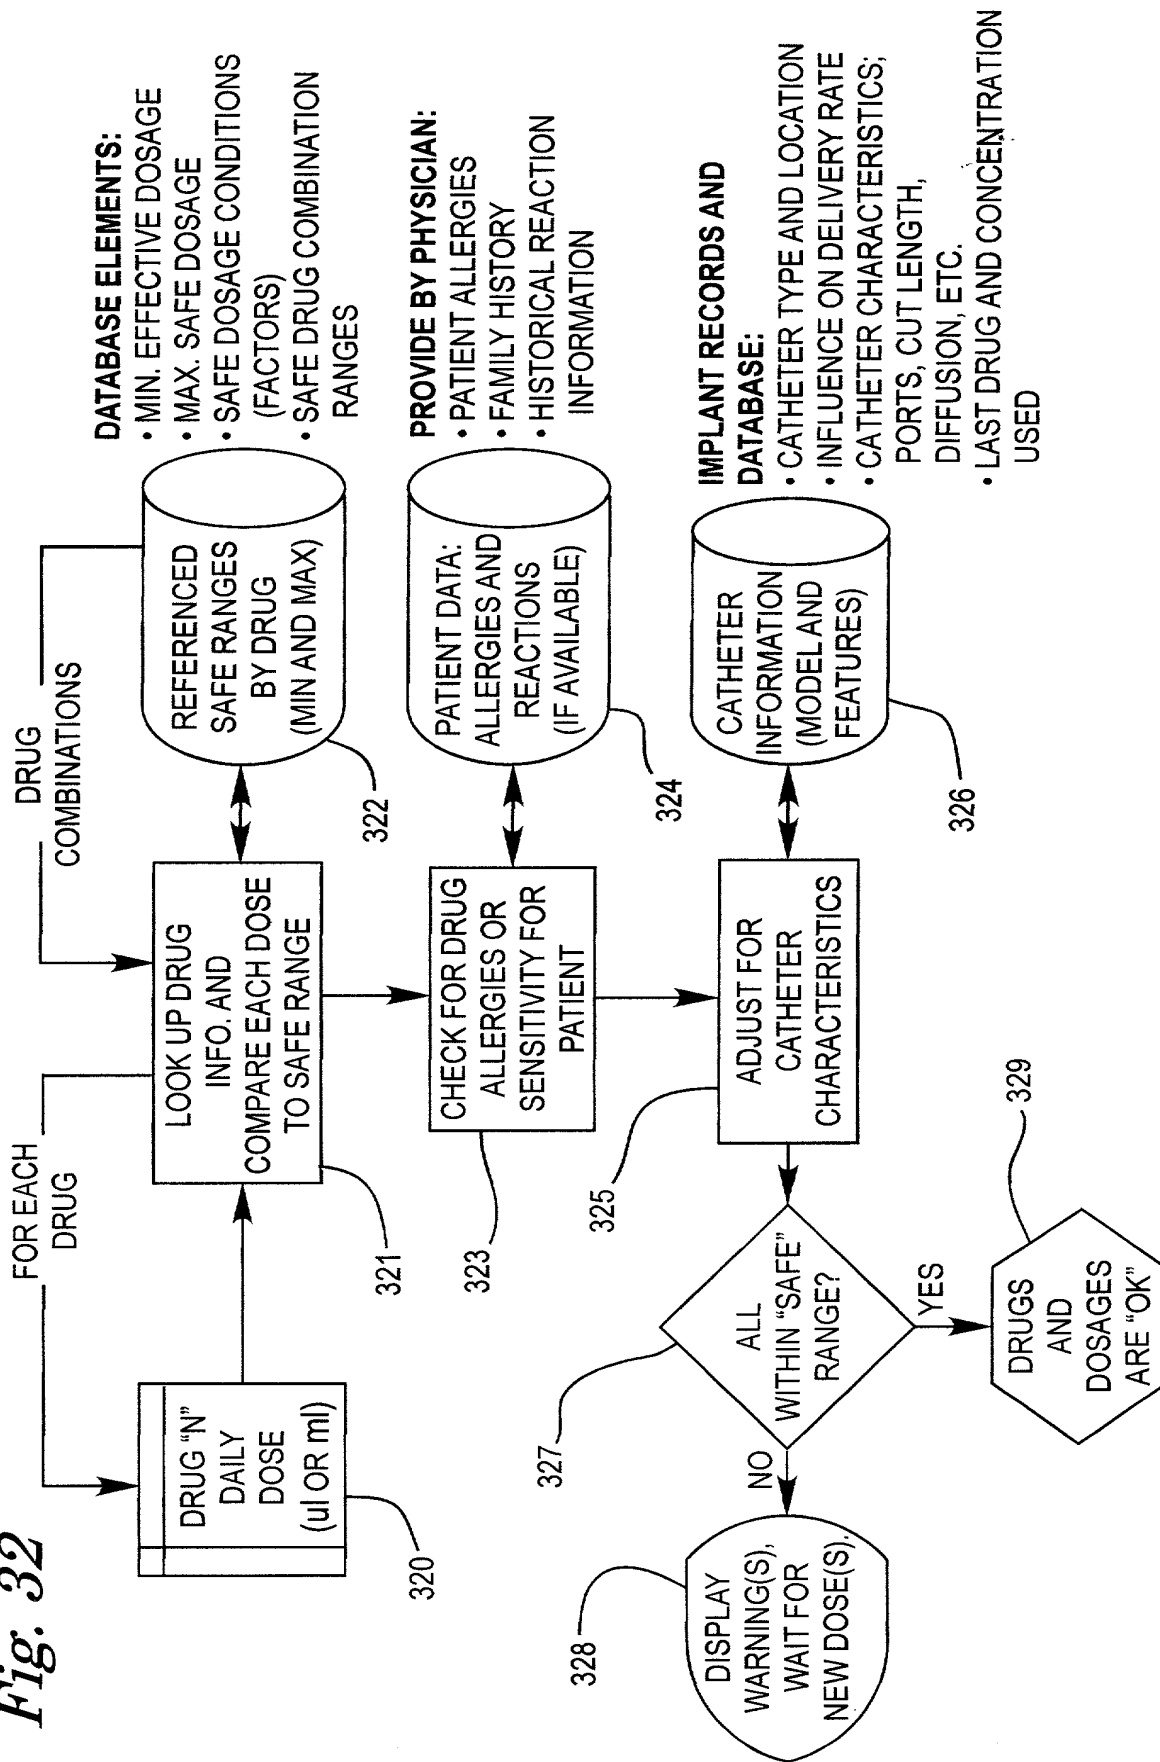 Fig. 32
FOR EACH
DRUG
DRUG
COMBINATIONS
DRUG "N"
DAILY
DOSE
(ul OR ml)
320
LOOK UP DRUG
INFO. AND
COMPARE EACH DOSE
TO SAFE RANGE
321
REFERENCED
SAFE RANGES
BY DRUG
(MIN AND MAX)
322
DATABASE ELEMENTS:
• MIN. EFFECTIVE DOSAGE
• MAX. SAFE DOSAGE
• SAFE DOSAGE CONDITIONS
(FACTORS)
• SAFE DRUG COMBINATION
RANGES
CHECK FOR DRUG
ALLERGIES OR
SENSITIVITY FOR
PATIENT
323
PATIENT DATA:
ALLERGIES AND
REACTIONS
(IF AVAILABLE)
324
PROVIDE BY PHYSICIAN:
• PATIENT ALLERGIES
• FAMILY HISTORY
• HISTORICAL REACTION
INFORMATION
ADJUST FOR
CATHETER
CHARACTERISTICS
325
CATHETER
INFORMATION
(MODEL AND
FEATURES)
326
IMPLANT RECORDS AND
DATABASE:
• CATHETER TYPE AND LOCATION
• INFLUENCE ON DELIVERY RATE
• CATHETER CHARACTERISTICS;
PORTS, CUT LENGTH,
DIFFUSION, ETC.
• LAST DRUG AND CONCENTRATION
USED
ALL
WITHIN "SAFE"
RANGE?
327
NO
YES
DISPLAY
WARNING(S),
WAIT FOR
NEW DOSE(S).
328
DRUGS
AND
DOSAGES
ARE "OK"
329